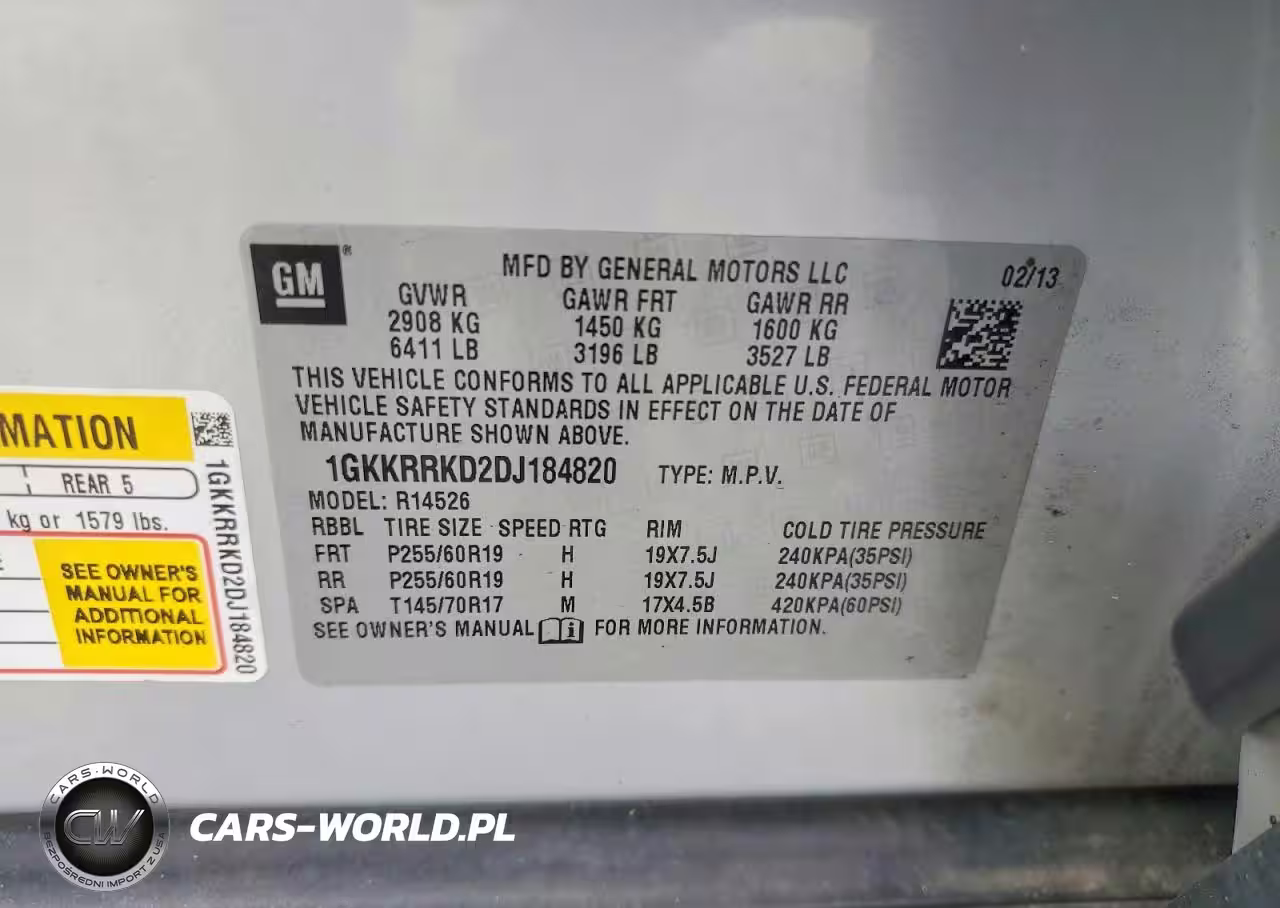 GM
®
MFD BY GENERAL MOTORS LLC 02/13
GVWR GAWR FRT GAWR RR
2908 KG 1450 KG 1600 KG
6411 LB 3196 LB 3527 LB
THIS VEHICLE CONFORMS TO ALL APPLICABLE U.S. FEDERAL MOTOR
VEHICLE SAFETY STANDARDS IN EFFECT ON THE DATE OF
MANUFACTURE SHOWN ABOVE.
1GKKRRKD2DJ184820 TYPE: M.P.V.
MODEL: R14526
RBBL TIRE SIZE SPEED RTG RIM COLD TIRE PRESSURE
FRT P255/60R19 H 19X7.5J 240KPA(35PSI)
RR P255/60R19 H 19X7.5J 240KPA(35PSI)
SPA T145/70R17 M 17X4.5B 420KPA(60PSI)
SEE OWNER'S MANUAL FOR MORE INFORMATION.
MATION
REAR 5
kg or 1579 lbs.
SEE OWNER'S
MANUAL FOR
ADDITIONAL
INFORMATION
1GKKRRKD2DJ184820
CARS-WORLD
CW
BEZPOŚREDNI IMPORT Z USA
CARS-WORLD.PL